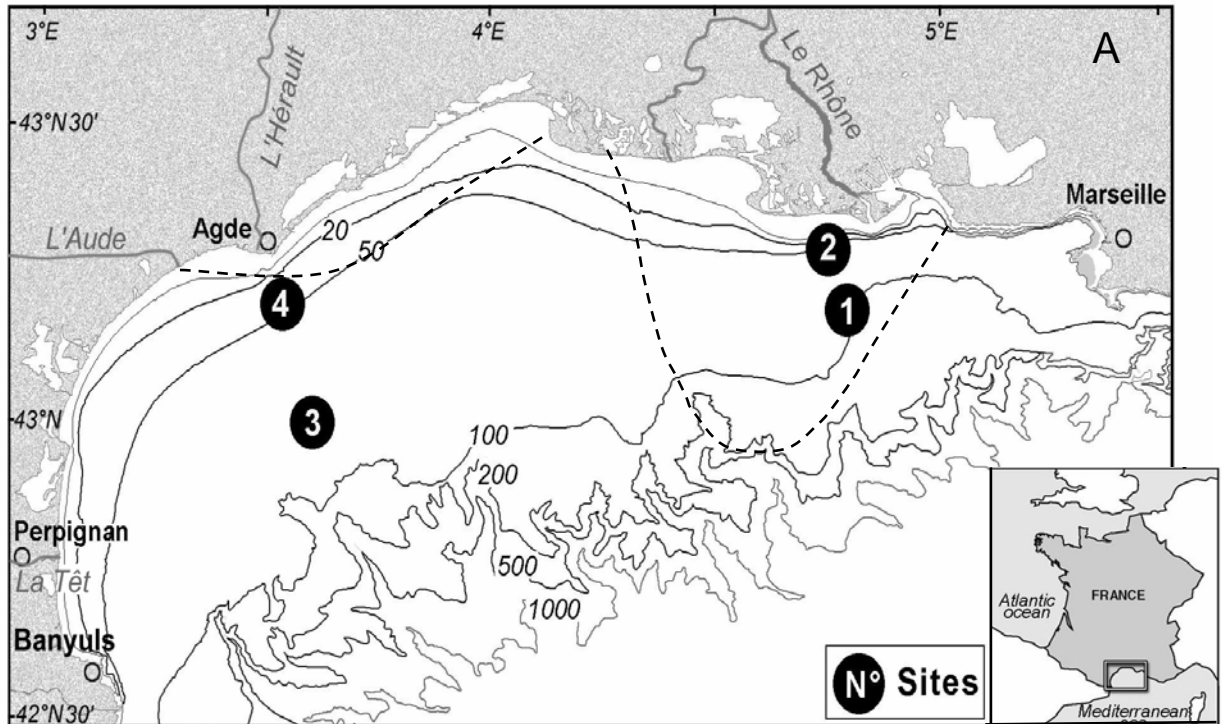 3°E
4°E
5°E
A
L'Hérault
Le Rhône
43°N30'
Marseille
Agde
L'Aude
20
50
2
4
1
43°N
3
100
200
Perpignan
La Têt
500
1000
FRANCE
Atlantic
ocean
Banyuls
N° Sites
Mediterranean
42°N30'